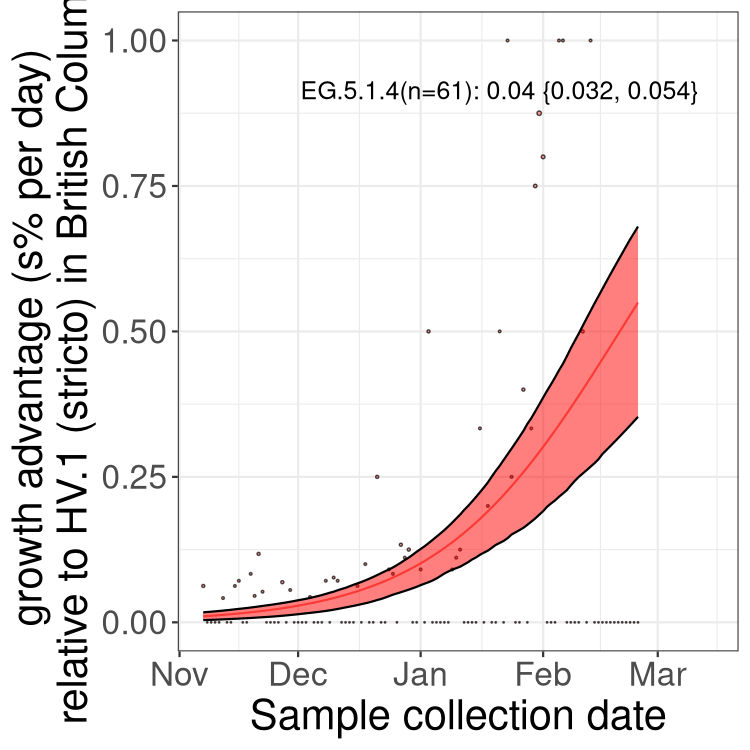 growth advantage (s% per day)
relative to HV.1 (stricto) in British Colum
1.00
0.75
0.50
0.25
0.00
EG.5.1.4(n=61): 0.04 {0.032, 0.054}
Nov Dec Jan Feb Mar
Sample collection date